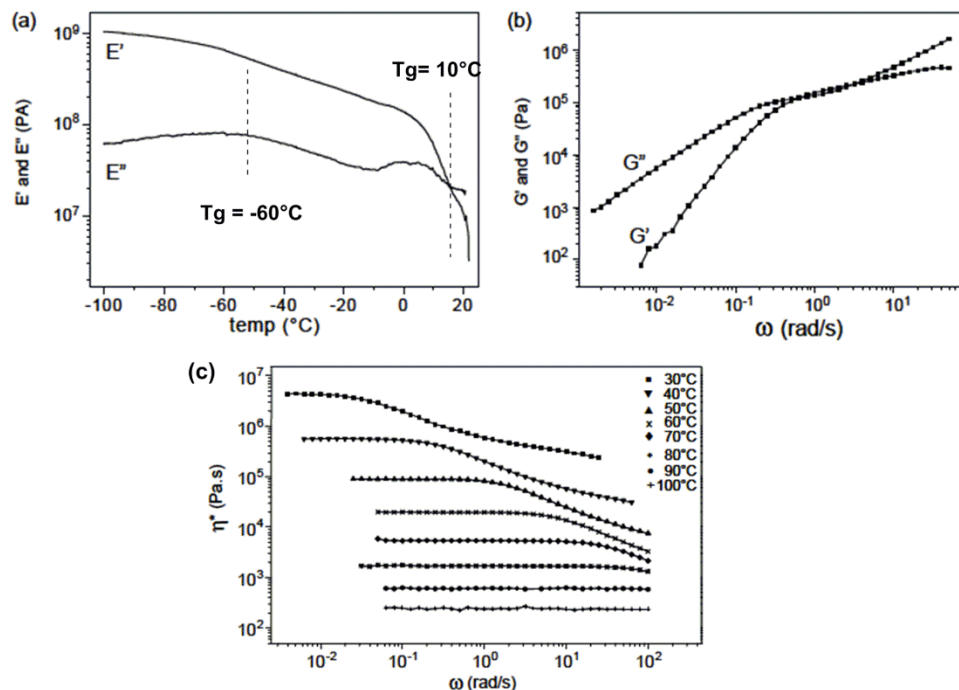 (a)
E' and E'' (PA)
10⁹
10⁸
10⁷
E'
E''
Tg= 10°C
Tg = -60°C
-100 -80 -60 -40 -20 0 20
temp (°C)
(b)
G' and G'' (Pa)
10⁶
10⁵
10⁴
10³
10²
G''
G'
10⁻² 10⁻¹ 10⁰ 10¹
ω (rad/s)
(c)
η* (Pa.s)
10⁷
10⁶
10⁵
10⁴
10³
10²
30°C
40°C
50°C
60°C
70°C
80°C
90°C
100°C
10⁻² 10⁻¹ 10⁰ 10¹ 10²
ω (rad/s)